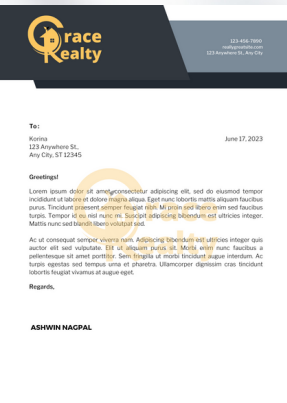 Grace
Realty
123-456-7890
reallygreatsite.com
123 Anywhere St., Any City
To :
Korina
June 17, 2023
123 Anywhere St.,
Any City, ST 12345
Greetings!
Lorem ipsum dolor sit amet, consectetur adipiscing elit, sed do eiusmod tempor
incididunt ut labore et dolore magna aliqua. Eget nunc lobortis mattis aliquam faucibus
purus. Tincidunt praesent semper feugiat nibh. Mi proin sed libero enim sed faucibus
turpis. Tempor id eu nisl nunc mi. Suscipit adipiscing bibendum est ultricies integer.
Mattis nunc sed blandit libero volutpat sed.
Ac ut consequat semper viverra nam. Adipiscing bibendum est ultricies integer quis
auctor elit sed vulputate. Elit ut aliquam purus sit. Morbi enim nunc faucibus a
pellentesque sit amet porttitor. Sem fringilla ut morbi tincidunt augue interdum. Ac
turpis egestas sed tempus urna et pharetra. Ullamcorper dignissim cras tincidunt
lobortis feugiat vivamus at augue eget.
Regards,
ASHWIN NAGPAL